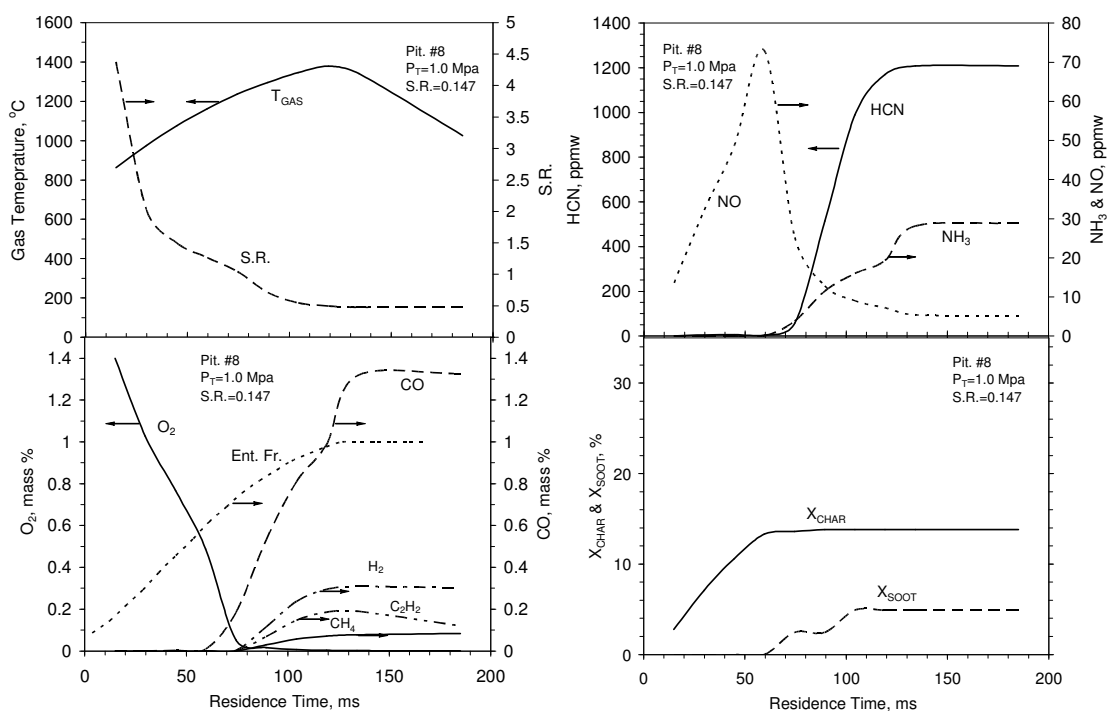 Gas Temeprature, °C
1600
1400
1200
1000
800
600
400
200
0
5
4.5
4
3.5
3
2.5
2
1.5
1
0.5
0
S.R.
Pit. #8
P_T=1.0 Mpa
S.R.=0.147
T_GAS
S.R.
HCN, ppmw
1400
1200
1000
800
600
400
200
0
80
70
60
50
40
30
20
10
0
NH₃ & NO, ppmw
Pit. #8
P_T=1.0 Mpa
S.R.=0.147
HCN
NO
NH₃
O₂, mass %
1.4
1.2
1
0.8
0.6
0.4
0.2
0
1.4
1.2
1
0.8
0.6
0.4
0.2
0
CO, mass %
Pit. #8
P_T=1.0 Mpa
S.R.=0.147
O₂
CO
Ent. Fr.
H₂
C₂H₂
CH₄
0 50 100 150 200
Residence Time, ms
X_CHAR & X_SOOT, %
30
20
10
0
Pit. #8
P_T=1.0 Mpa
S.R.=0.147
X_CHAR
X_SOOT
0 50 100 150 200
Residence Time, ms